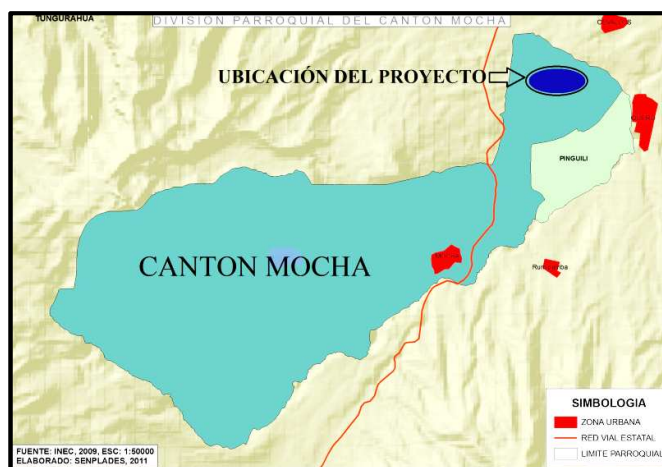 TUNGURAHUA
DIVISION PARROQUIAL DEL CANTON MOCHA
UBICACIÓN DEL PROYECTO
PINGUILI
CANTON MOCHA
SIMBOLOGIA
ZONA URBANA
RED VIAL ESTATAL
LIMITE PARROQUIAL
FUENTE: INEC, 2009, ESC: 1:50000
ELABORADO: SENPLADES, 2011